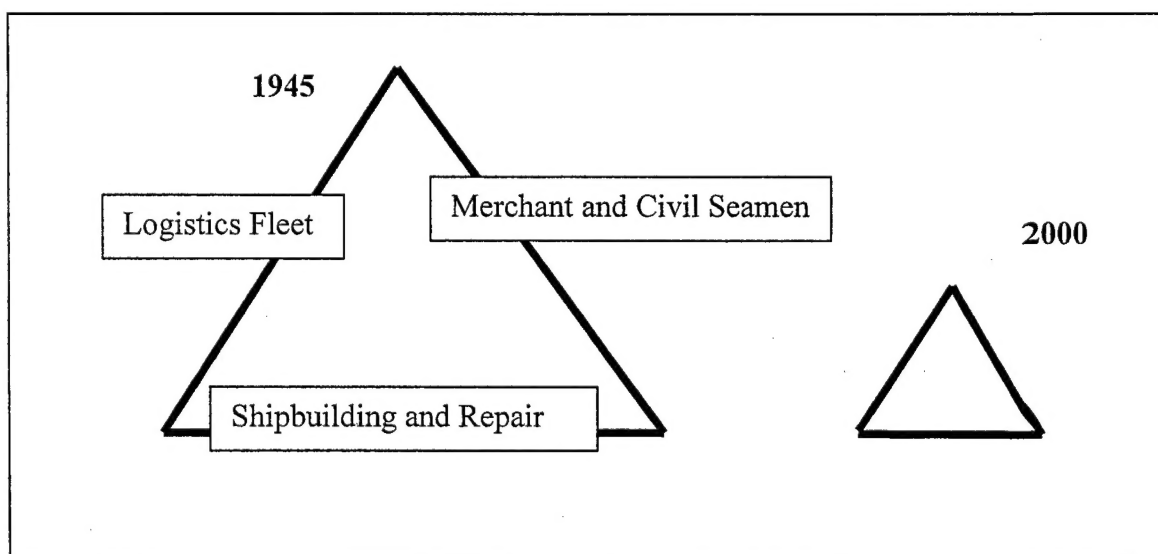 1945
Logistics Fleet
Merchant and Civil Seamen
2000
Shipbuilding and Repair